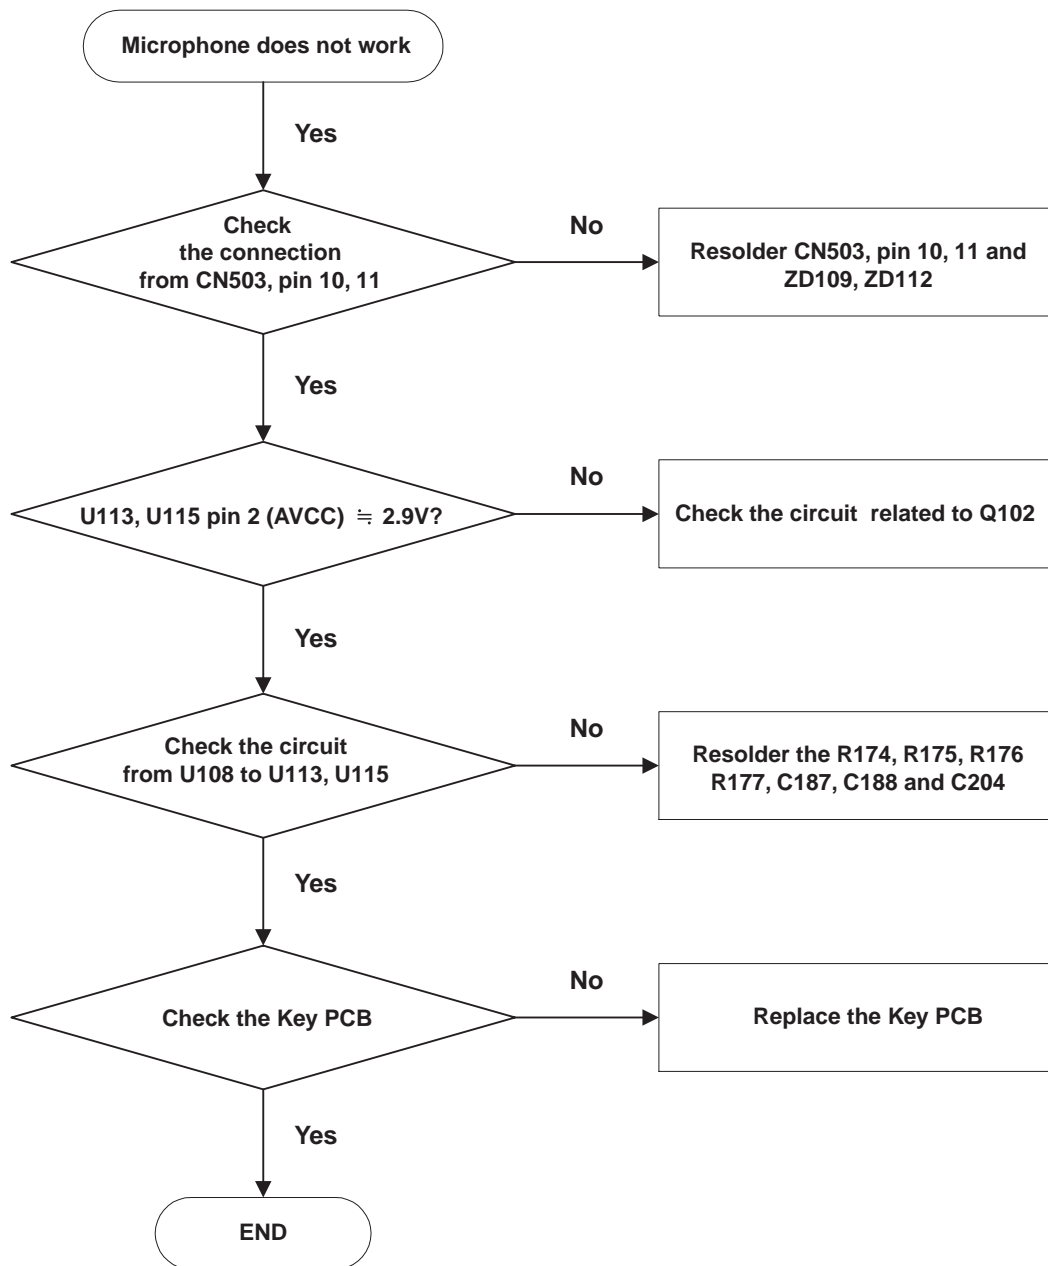 Microphone does not work
Yes
Check
the connection
from CN503, pin 10, 11
No
Resolder CN503, pin 10, 11 and
ZD109, ZD112
Yes
U113, U115 pin 2 (AVCC) ≒ 2.9V?
No
Check the circuit related to Q102
Yes
Check the circuit
from U108 to U113, U115
No
Resolder the R174, R175, R176
R177, C187, C188 and C204
Yes
Check the Key PCB
No
Replace the Key PCB
Yes
END